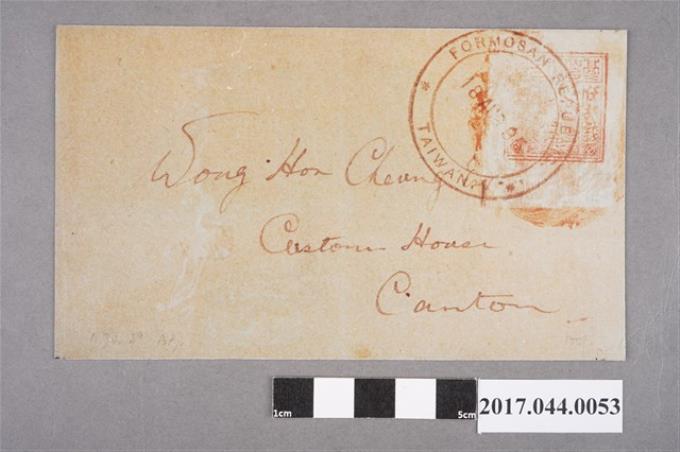 FORMOSAN REPUBLIC
TAIWAN
Wong Hon Cheung
Custom House
Canton
1cm
5cm
2017.044.0053